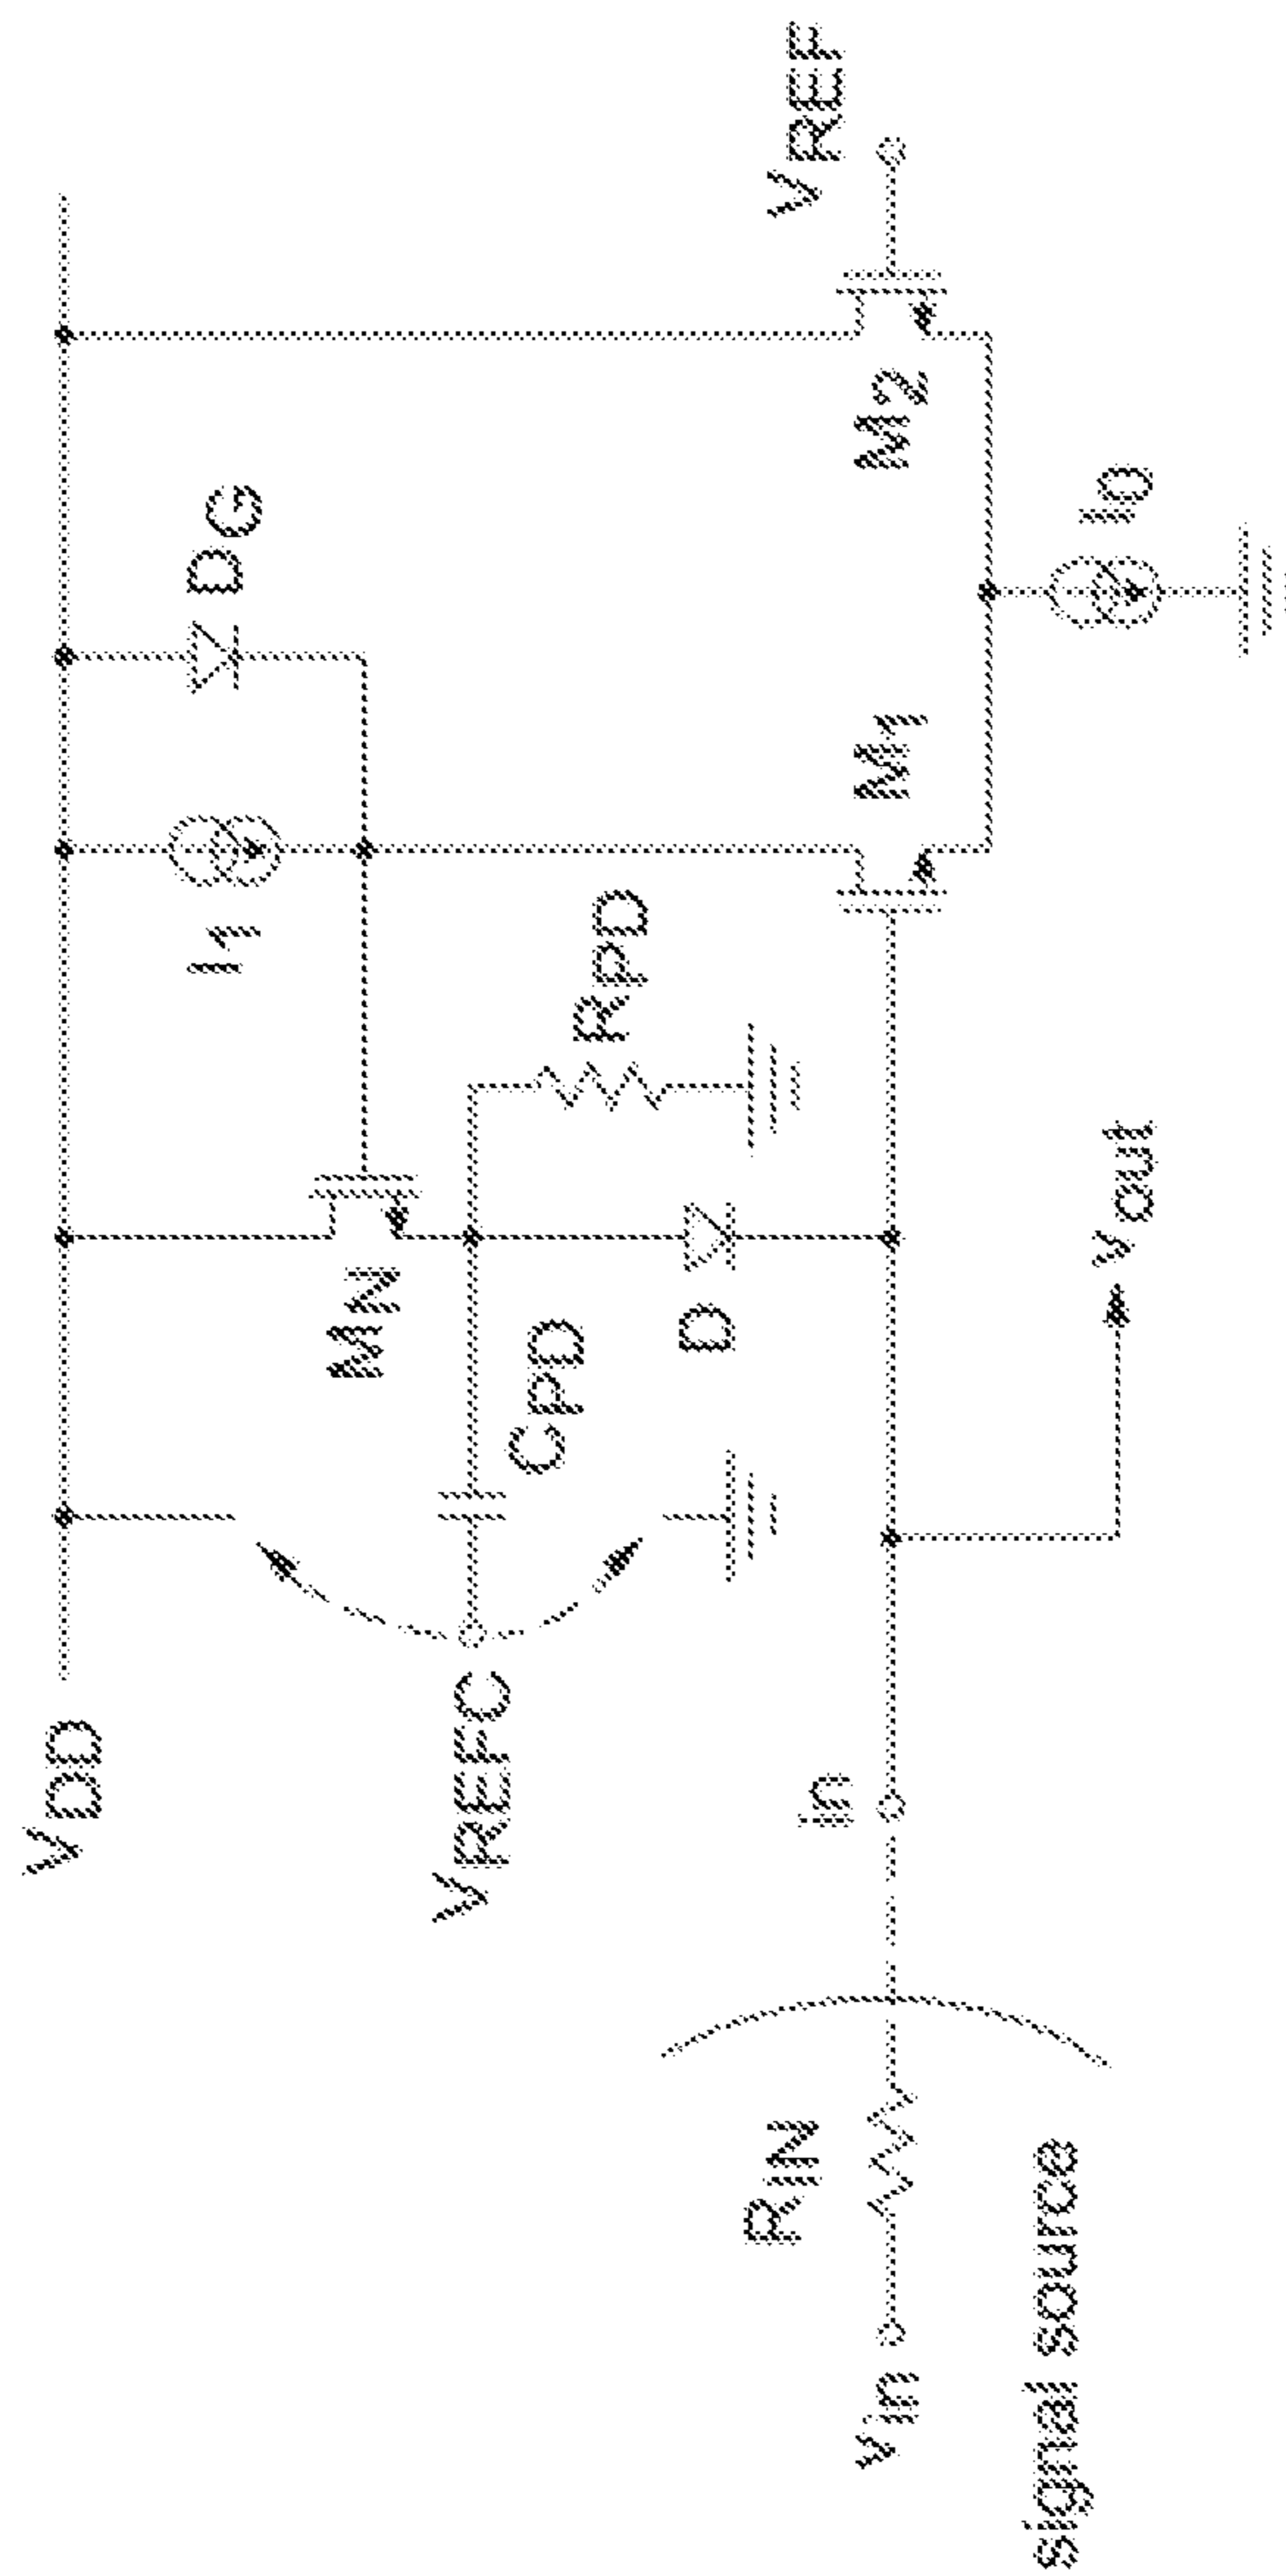 VDD
VREFC
I1
DG
MN
CPD
RPD
D
M1
M2
VREF
I0
vin
RIN
in
vout
signal source